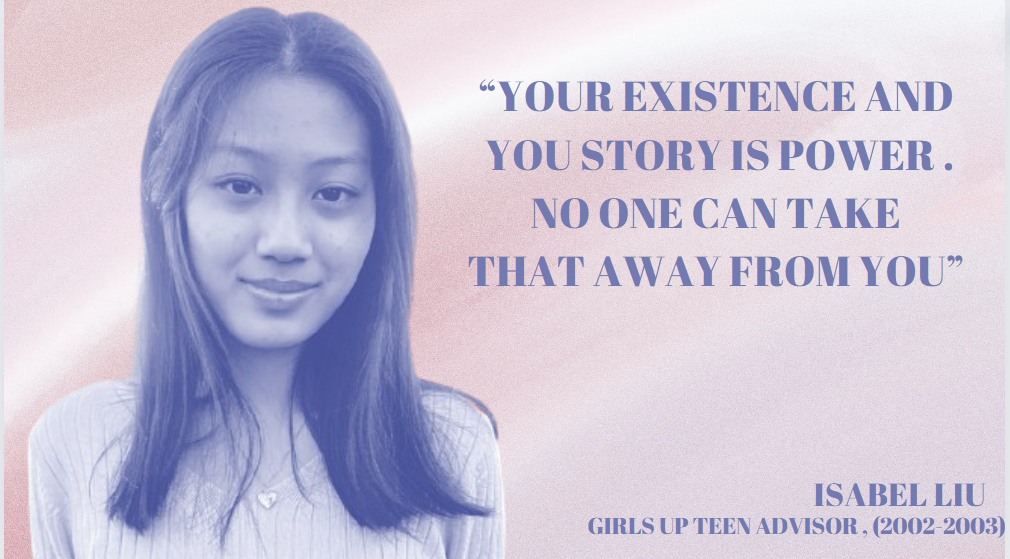 “YOUR EXISTENCE AND
YOU STORY IS POWER .
NO ONE CAN TAKE
THAT AWAY FROM YOU”
ISABEL LIU
GIRLS UP TEEN ADVISOR , (2002-2003)